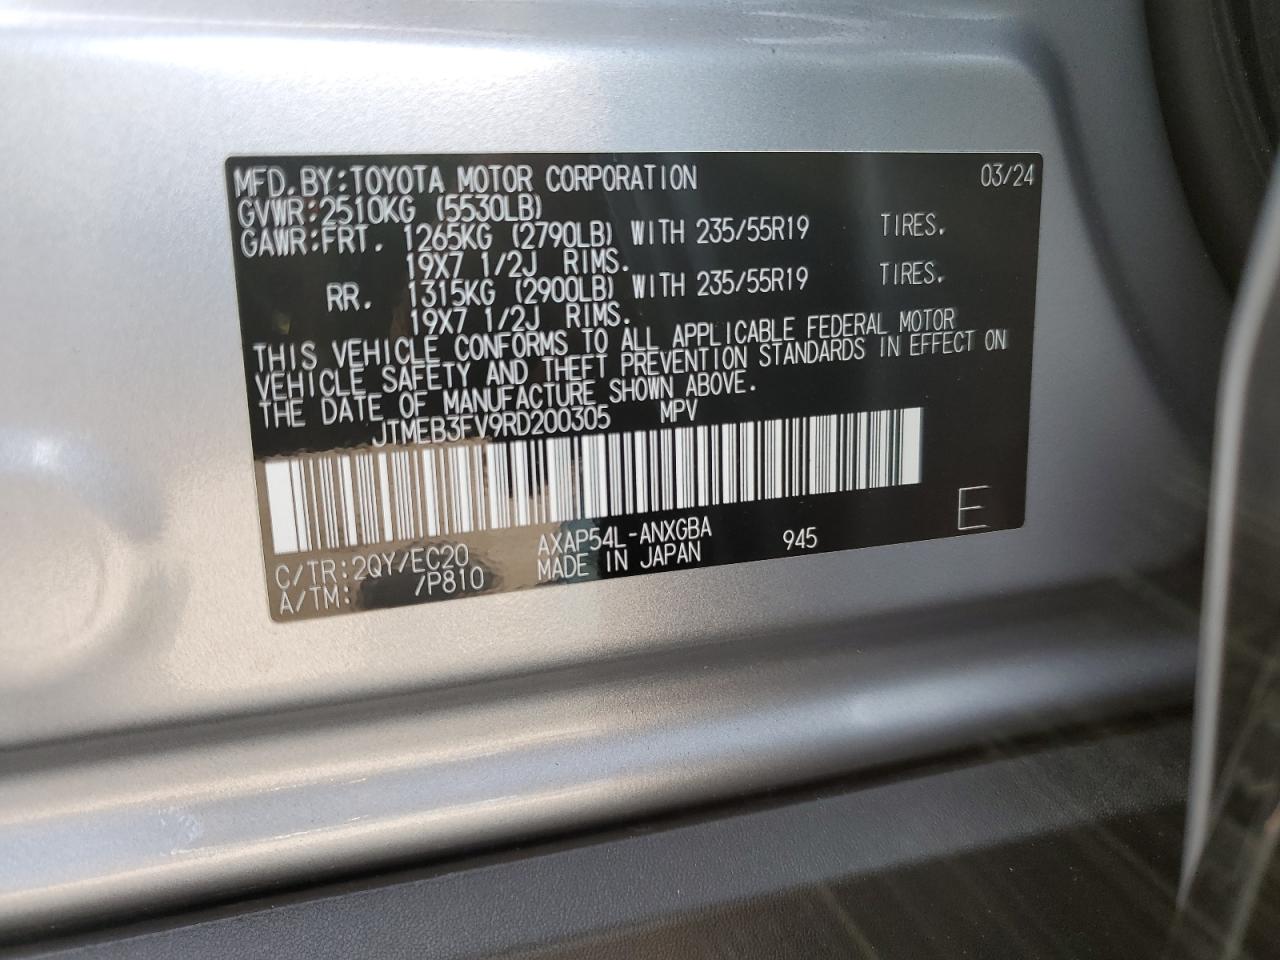 MFD. BY:TOYOTA MOTOR CORPORATION 03/24
GVWR:2510KG (5530LB)
GAWR:FRT. 1265KG (2790LB) WITH 235/55R19 TIRES.
19X7 1/2J RIMS.
RR. 1315KG (2900LB) WITH 235/55R19 TIRES.
19X7 1/2J RIMS.
THIS VEHICLE CONFORMS TO ALL APPLICABLE FEDERAL MOTOR
VEHICLE SAFETY AND THEFT PREVENTION STANDARDS IN EFFECT ON
THE DATE OF MANUFACTURE SHOWN ABOVE.
JTMEB3FV9RD200305 MPV
C/TR:2QY/EC20 AXAP54L-ANXGBA 945 E
A/TM: /P810 MADE IN JAPAN